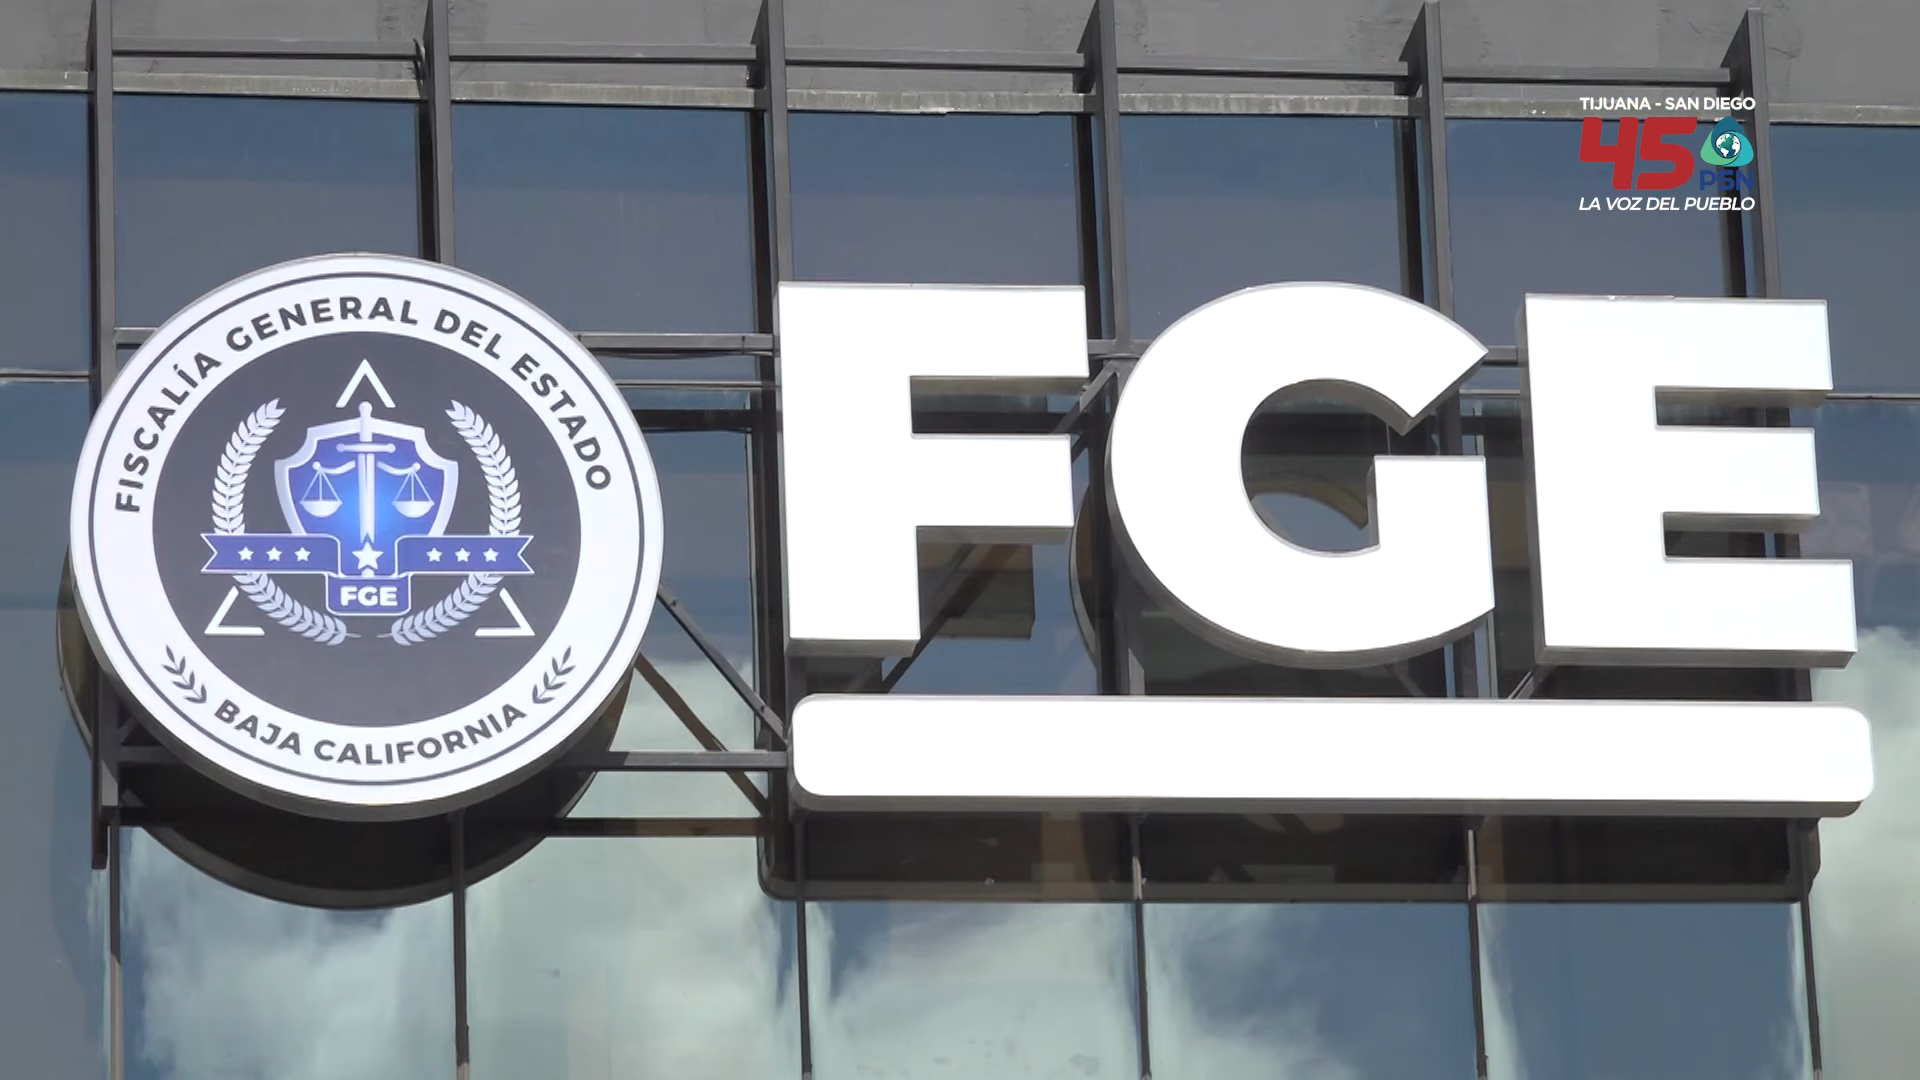 TIJUANA - SAN DIEGO
45
PSN
LA VOZ DEL PUEBLO
FISCALÍA GENERAL DEL ESTADO
FGE
BAJA CALIFORNIA
FGE